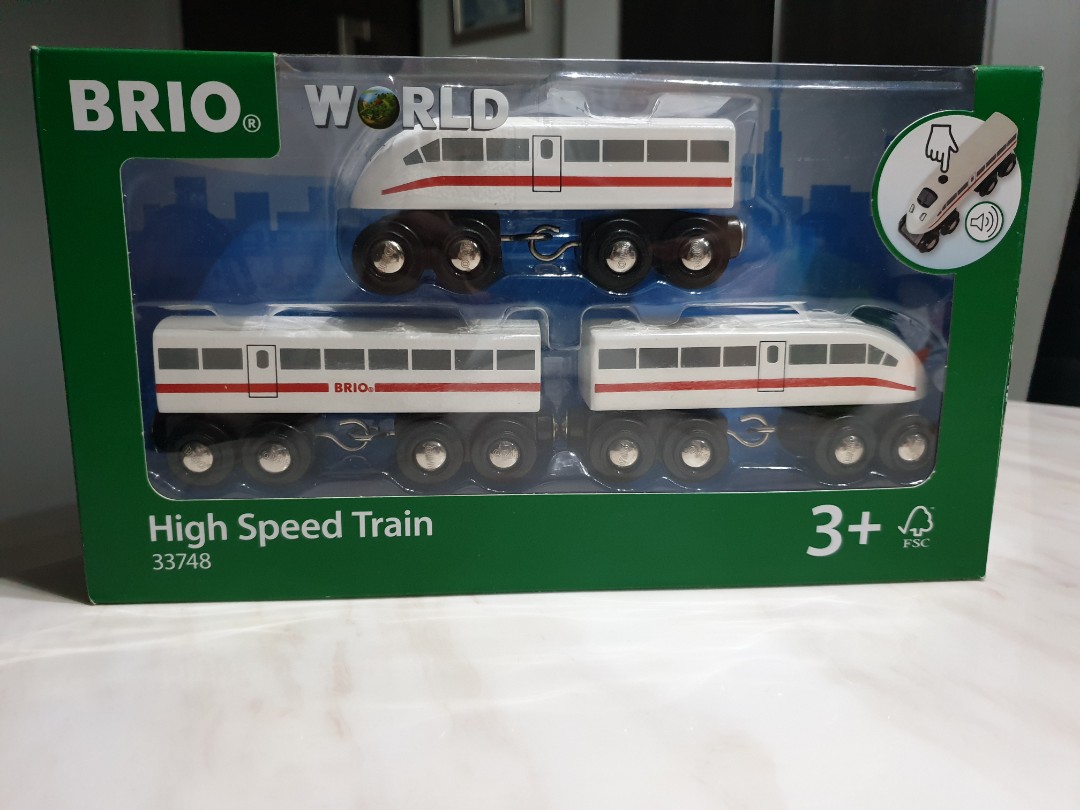 BRIO® WORLD
BRIO®
High Speed Train
33748
3+
FSC